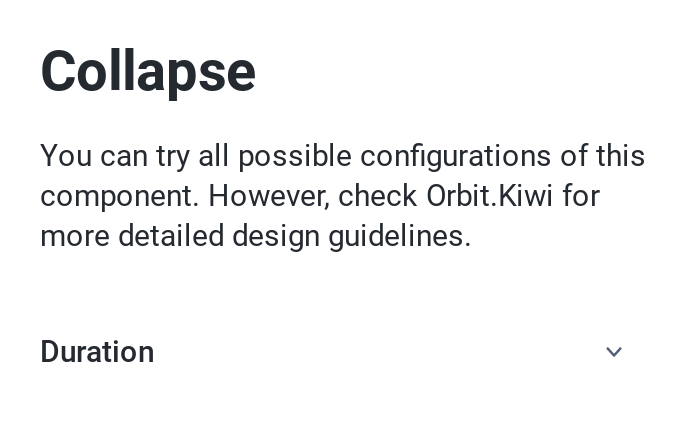 Collapse
You can try all possible configurations of this
component. However, check Orbit.Kiwi for
more detailed design guidelines.
Duration